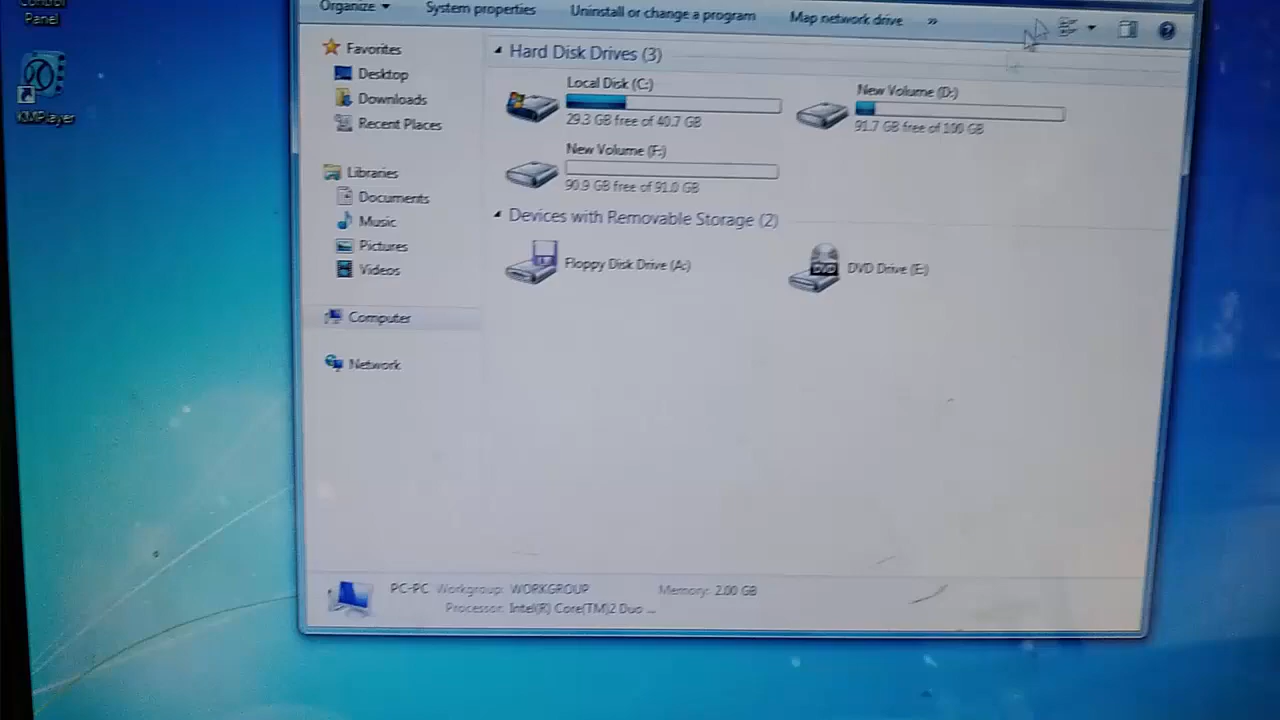 Control
Panel
KMPlayer
Organize
System properties
Uninstall or change a program
Map network drive
»
Favorites
Desktop
Downloads
Recent Places
Libraries
Documents
Music
Pictures
Videos
Computer
Network
Hard Disk Drives (3)
Local Disk (C:)
29.3 GB free of 40.7 GB
New Volume (D:)
91.7 GB free of 100 GB
New Volume (F:)
90.9 GB free of 91.0 GB
Devices with Removable Storage (2)
Floppy Disk Drive (A:)
DVD
DVD Drive (E:)
PC-PC Workgroup: WORKGROUP Memory: 2.00 GB
Processor: Intel(R) Core(TM)2 Duo ...